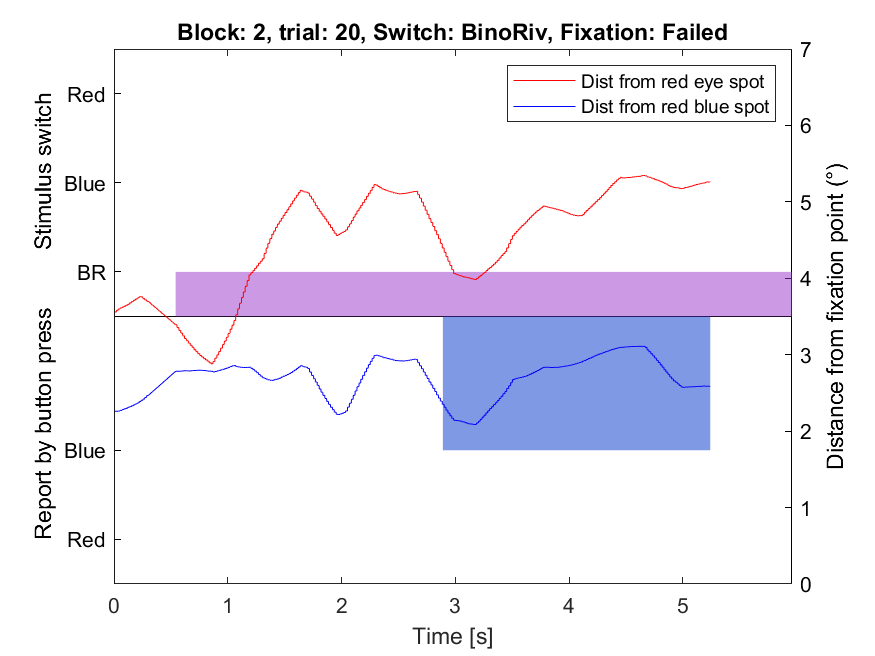 Block: 2, trial: 20, Switch: BinoRiv, Fixation: Failed
Dist from red eye spot
Dist from red blue spot
Stimulus switch
Report by button press
Red
Blue
BR
Blue
Red
7
6
5
4
3
2
1
0
Distance from fixation point (°)
0 1 2 3 4 5
Time [s]